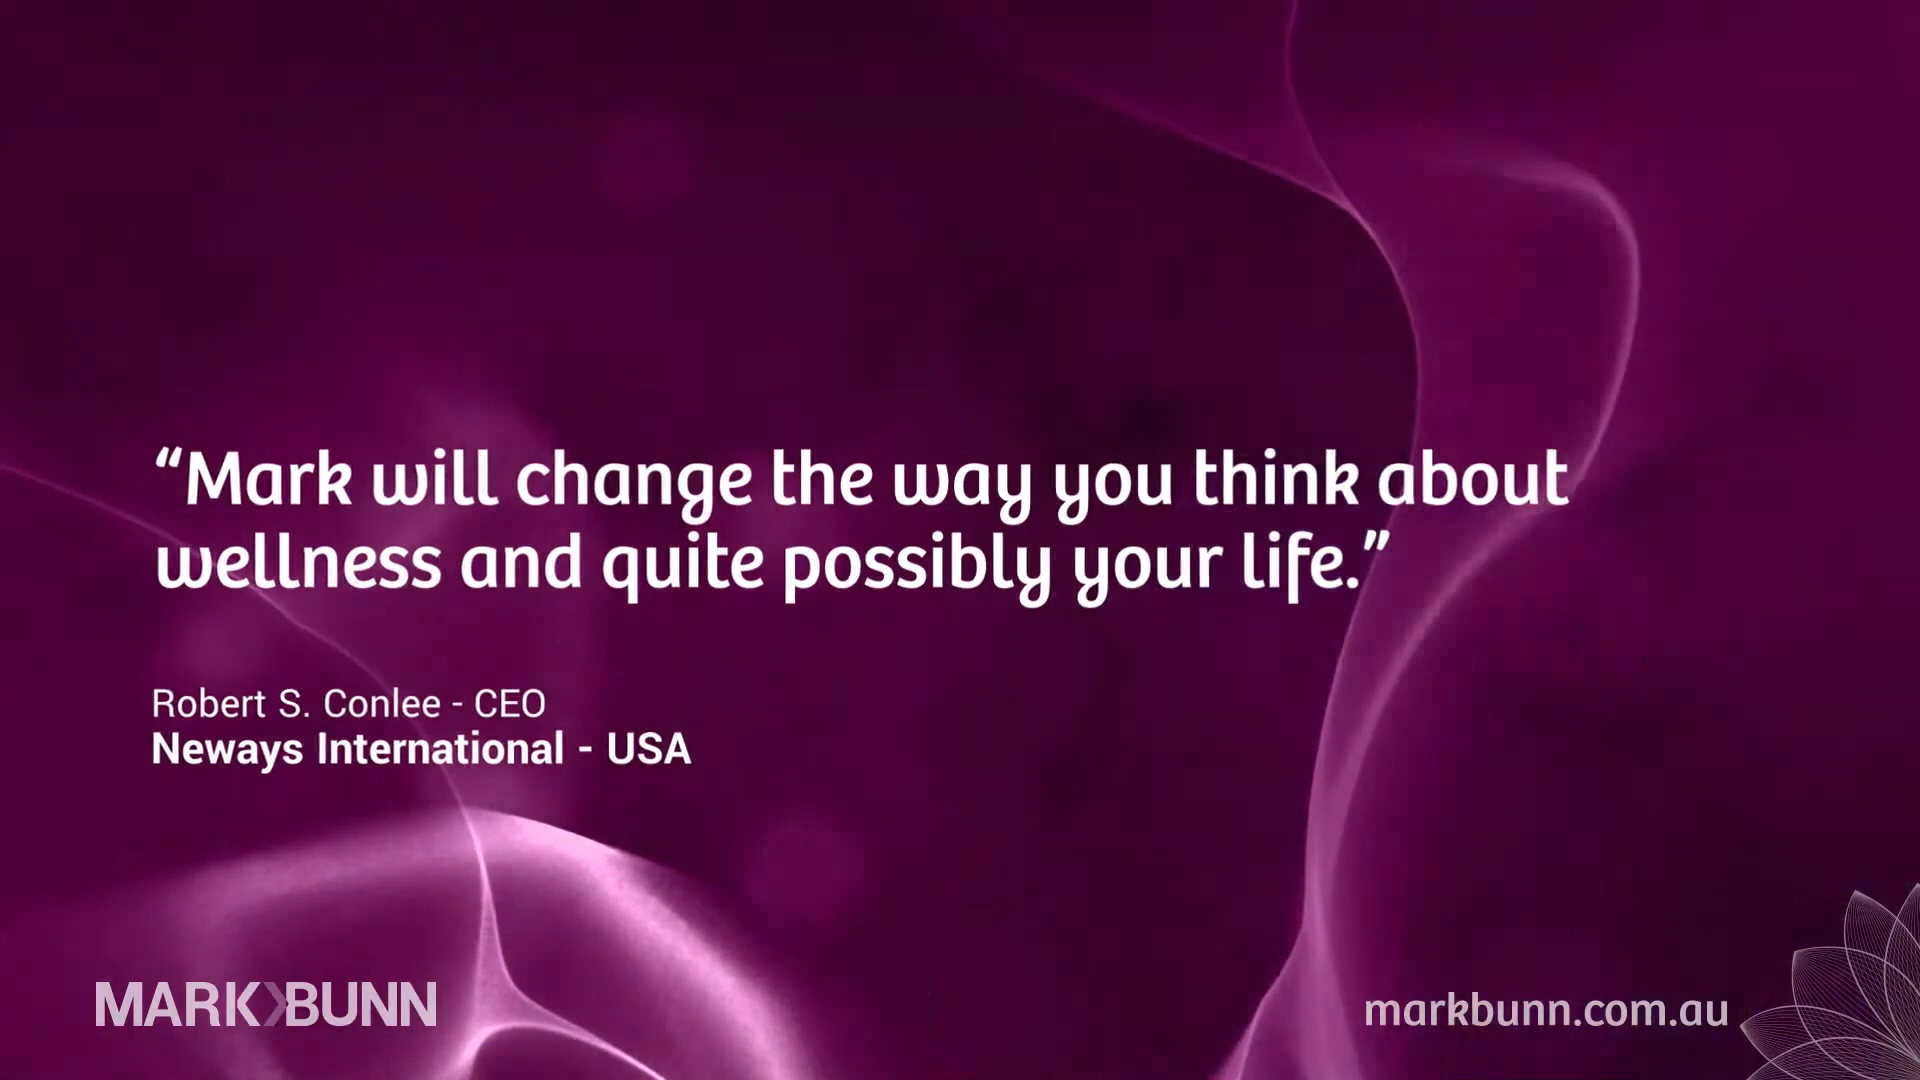 “Mark will change the way you think about
wellness and quite possibly your life.”
Robert S. Conlee - CEO
Neways International - USA
MARK BUNN
markbunn.com.au